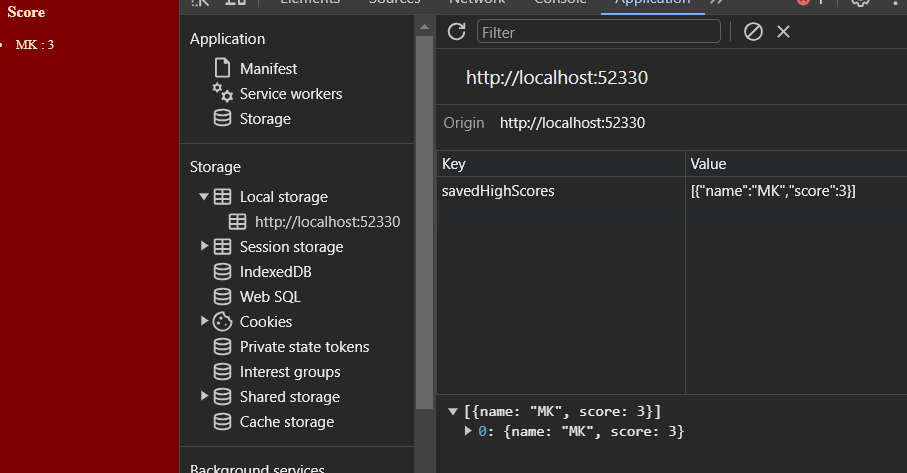 Score
MK : 3
Elements
Sources
Network
Console
Application
Application
Manifest
Service workers
Storage
Storage
Local storage
http://localhost:52330
Session storage
IndexedDB
Web SQL
Cookies
Private state tokens
Interest groups
Shared storage
Cache storage
Background services
Filter
http://localhost:52330
Origin http://localhost:52330
Key Value
savedHighScores [{"name":"MK","score":3}]
[{name: "MK", score: 3}]
0: {name: "MK", score: 3}